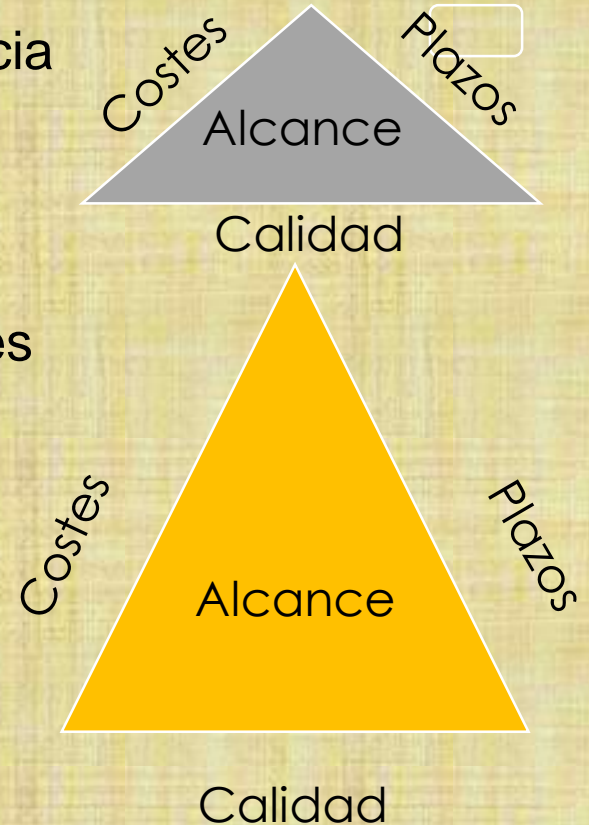 cia
Costes
Plazos
Alcance
Calidad
es
Costes
Plazos
Alcance
Calidad